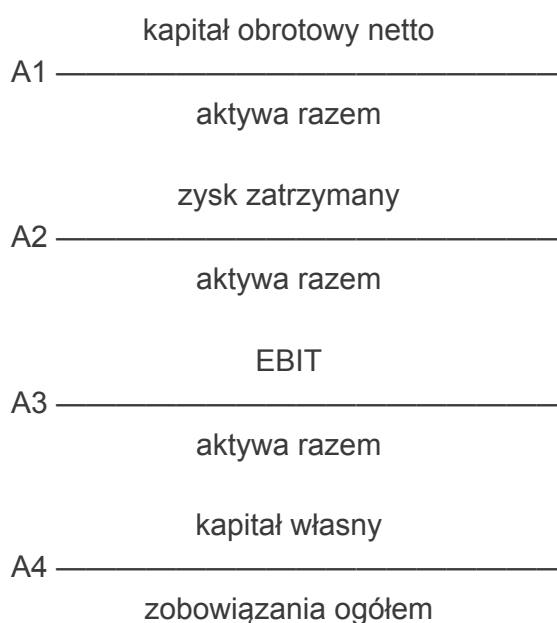 kapitał obrotowy netto
A1 —————————————————
aktywa razem
zysk zatrzymany
A2 —————————————————
aktywa razem
EBIT
A3 —————————————————
aktywa razem
kapitał własny
A4 —————————————————
zobowiązania ogółem